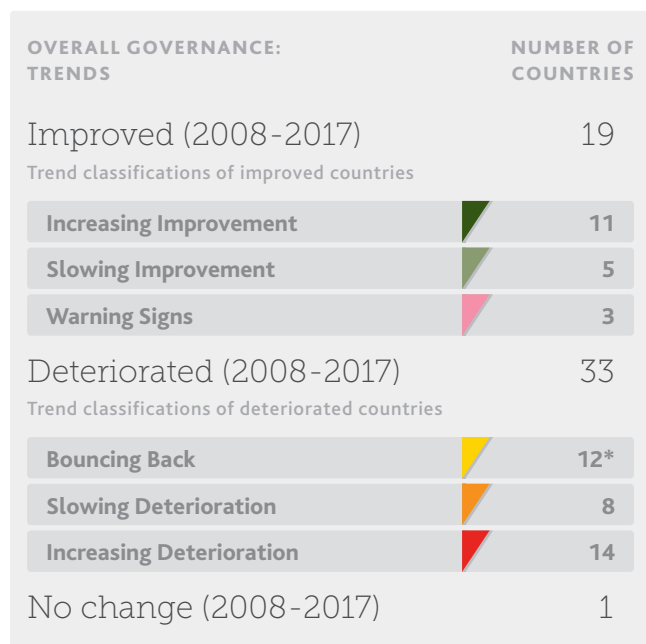 OVERALL GOVERNANCE: NUMBER OF
TRENDS COUNTRIES
Improved (2008-2017) 19
Trend classifications of improved countries
Increasing Improvement 11
Slowing Improvement 5
Warning Signs 3
Deteriorated (2008-2017) 33
Trend classifications of deteriorated countries
Bouncing Back 12*
Slowing Deterioration 8
Increasing Deterioration 14
No change (2008-2017) 1